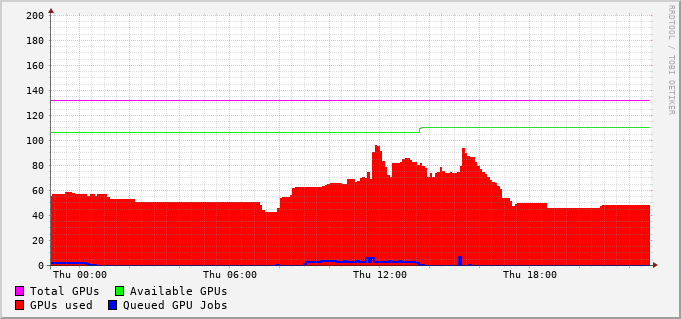 200
180
160
140
120
100
80
60
40
20
0
Thu 00:00 Thu 06:00 Thu 12:00 Thu 18:00
Total GPUs Available GPUs
GPUs used Queued GPU Jobs
RRDTOOL / TOBI OETIKER